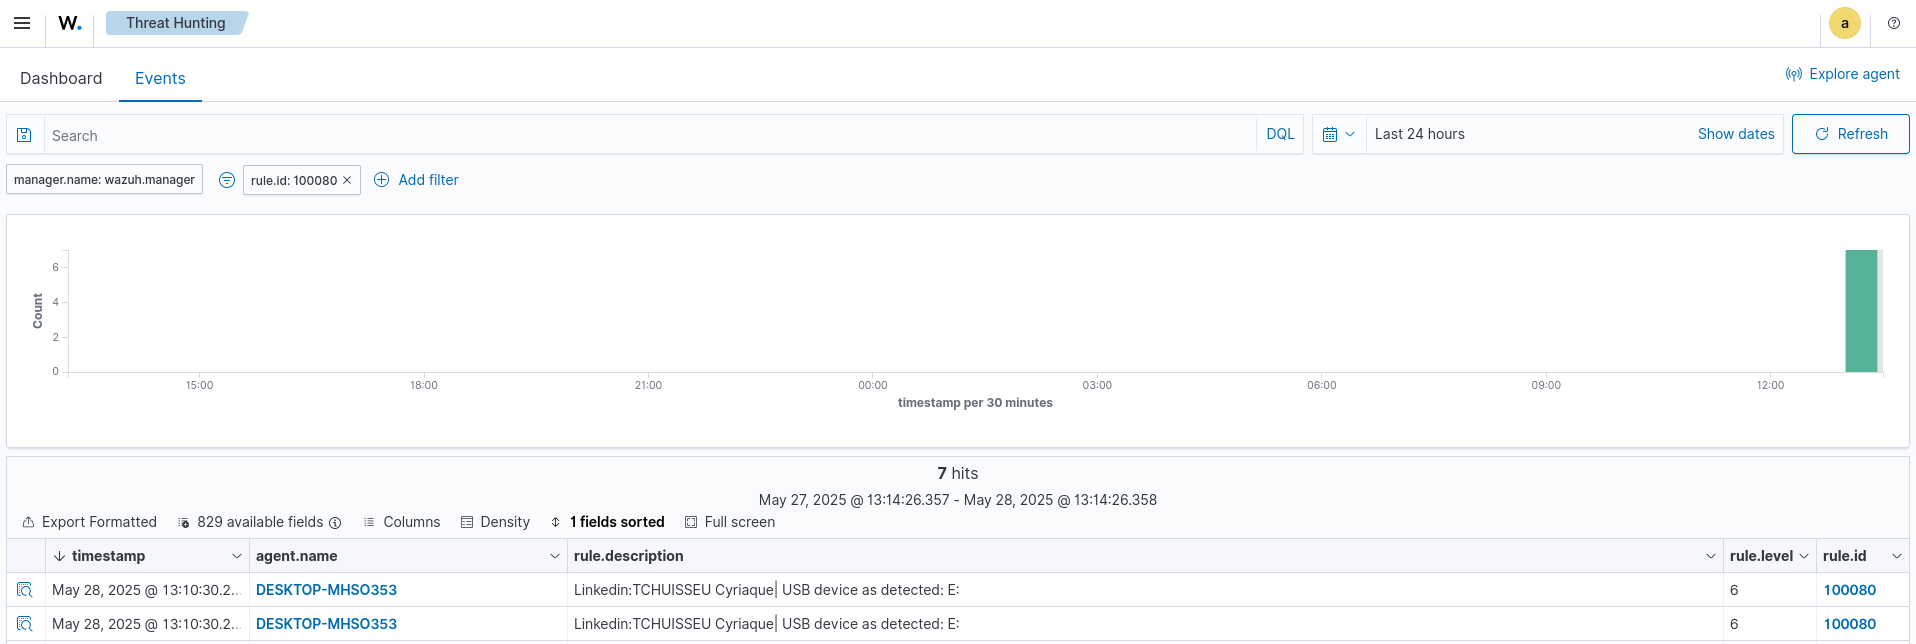 W. Threat Hunting a
Dashboard Events Explore agent
Search DQL Last 24 hours Show dates Refresh
manager.name: wazuh.manager rule.id: 100080 × Add filter
Count
6
4
2
0
15:00 18:00 21:00 00:00 03:00 06:00 09:00 12:00
timestamp per 30 minutes
7 hits
May 27, 2025 @ 13:14:26.357 - May 28, 2025 @ 13:14:26.358
Export Formatted 829 available fields Columns Density 1 fields sorted Full screen
timestamp agent.name rule.description rule.level rule.id
May 28, 2025 @ 13:10:30.2... DESKTOP-MHSO353 Linkedin:TCHUISSEU Cyriaque| USB device as detected: E: 6 100080
May 28, 2025 @ 13:10:30.2... DESKTOP-MHSO353 Linkedin:TCHUISSEU Cyriaque| USB device as detected: E: 6 100080